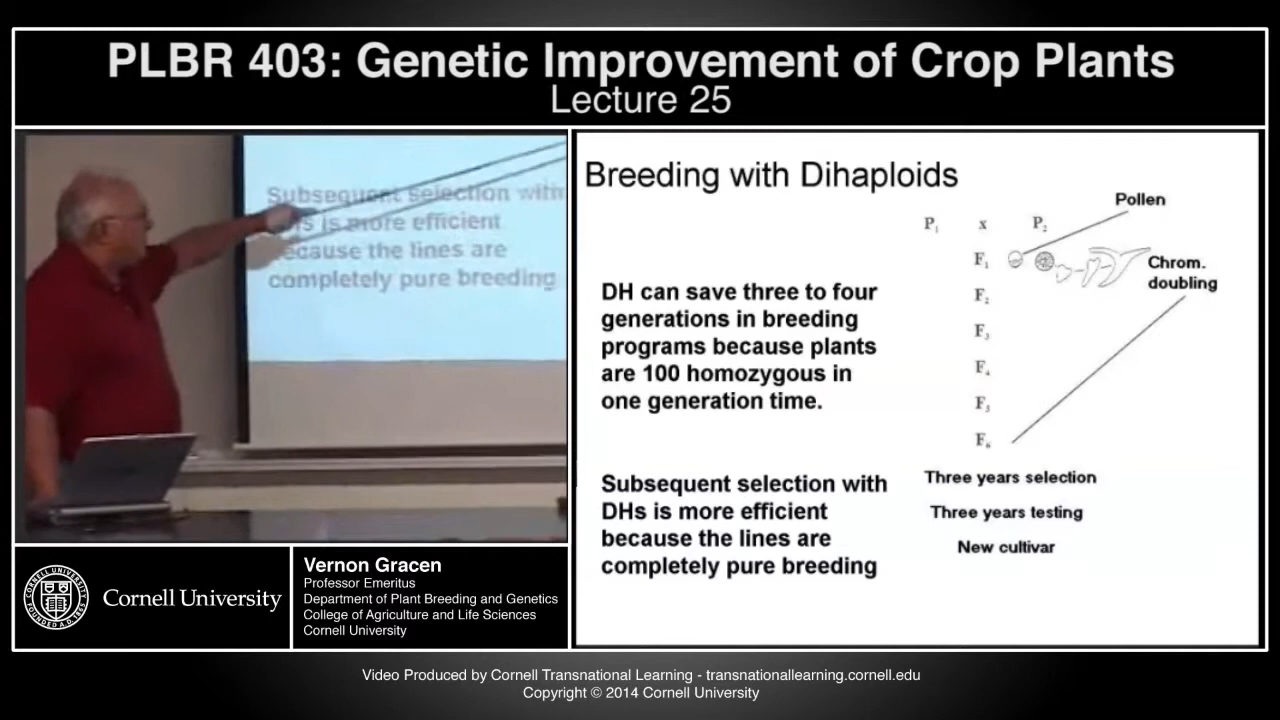 PLBR 403: Genetic Improvement of Crop Plants
Lecture 25
Subsequent selection with
is more efficient
because the lines are
completely pure breeding
Breeding with Dihaploids
Pollen
P₁ x P₂
F₁
Chrom.
doubling
F₂
F₃
F₄
F₅
F₆
DH can save three to four
generations in breeding
programs because plants
are 100 homozygous in
one generation time.
Subsequent selection with
DHs is more efficient
because the lines are
completely pure breeding
Three years selection
Three years testing
New cultivar
CORNELL UNIVERSITY
FOUNDED A.D. 1865
Cornell University
Vernon Gracen
Professor Emeritus
Department of Plant Breeding and Genetics
College of Agriculture and Life Sciences
Cornell University
Video Produced by Cornell Transnational Learning - transnationallearning.cornell.edu
Copyright © 2014 Cornell University